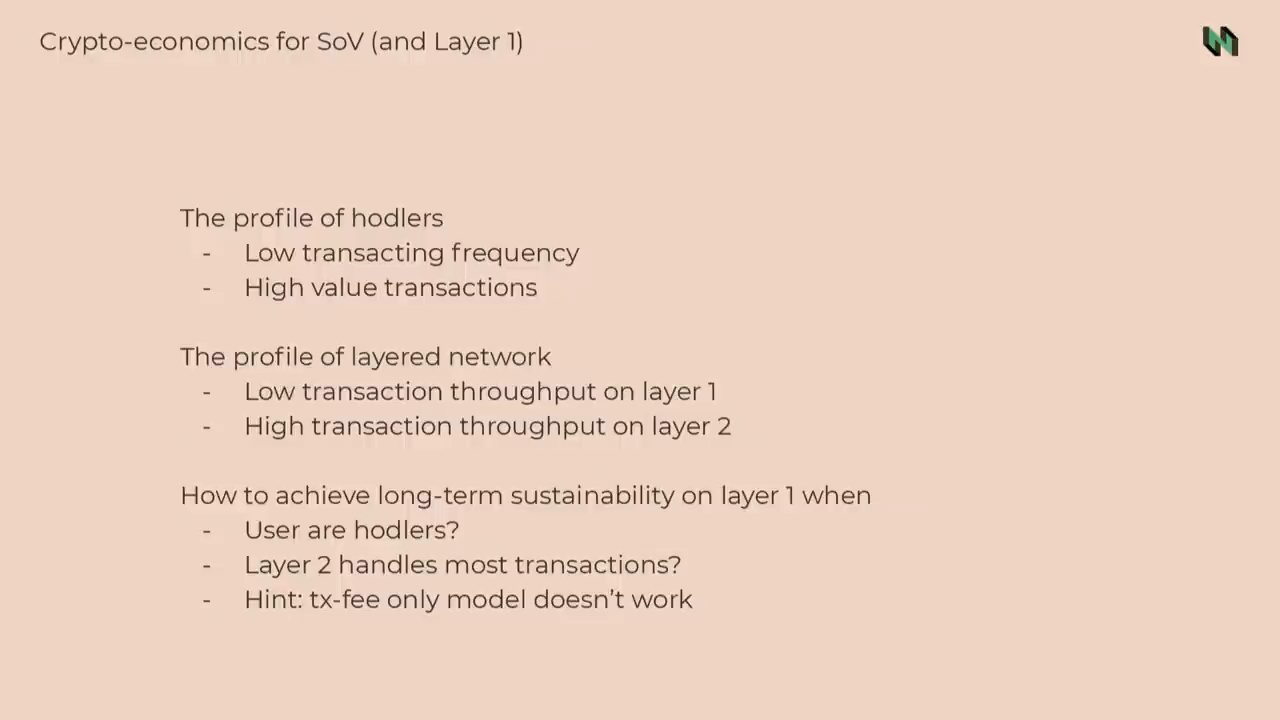 Crypto-economics for SoV (and Layer 1)
The profile of hodlers
- Low transacting frequency
- High value transactions
The profile of layered network
- Low transaction throughput on layer 1
- High transaction throughput on layer 2
How to achieve long-term sustainability on layer 1 when
- User are hodlers?
- Layer 2 handles most transactions?
- Hint: tx-fee only model doesn’t work